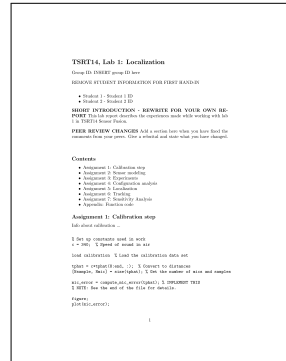 TSRT14, Lab 1: Localization
Group ID: INSERT group ID here
REMOVE STUDENT INFORMATION FOR FIRST HAND-IN
• Student 1 - Student 1 ID
• Student 2 - Student 2 ID
SHORT INTRODUCTION - REWRITE FOR YOUR OWN RE-
PORT This lab report describes the experiments made while working with lab
1 in TSRT14 Sensor Fusion.
PEER REVIEW CHANGES Add a section here when you have fixed the
comments from your peers. Give a rebuttal and state what you have changed.
Contents
• Assignment 1: Calibration step
• Assignment 2: Sensor modeling
• Assignment 3: Experiments
• Assignment 4: Configuration analysis
• Assignment 5: Localization
• Assignment 6: Tracking
• Assignment 7: Sensitivity Analysis
• Appendix: Function code
Assignment 1: Calibration step
Info about calibration ...
% Set up constants used in work
c = 340; % Speed of sound in air
load calibration % Load the calibration data set
tphat = c*tphat(8:end, :); % Convert to distances
[Nsample, Nmic] = size(tphat); % Get the number of mics and samples
mic_error = compute_mic_error(tphat); % IMPLEMENT THIS
% NOTE: See the end of the file for details.
figure;
plot(mic_error);
1